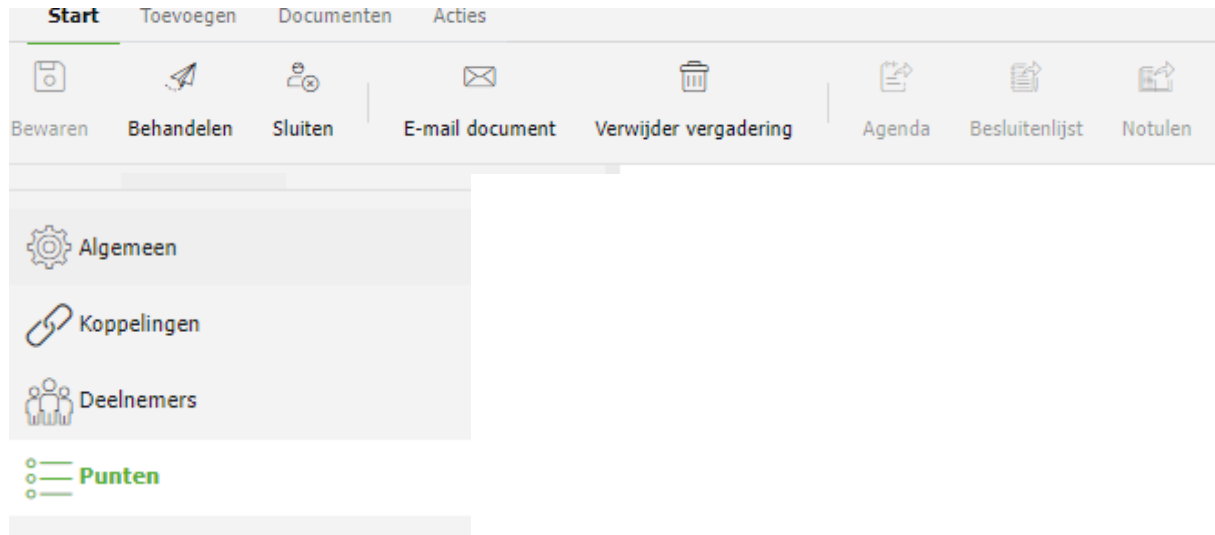 Start Toevoegen Documenten Acties
Bewaren Behandelen Sluiten E-mail document Verwijder vergadering Agenda Besluitenlijst Notulen
Algemeen
Koppelingen
Deelnemers
Punten